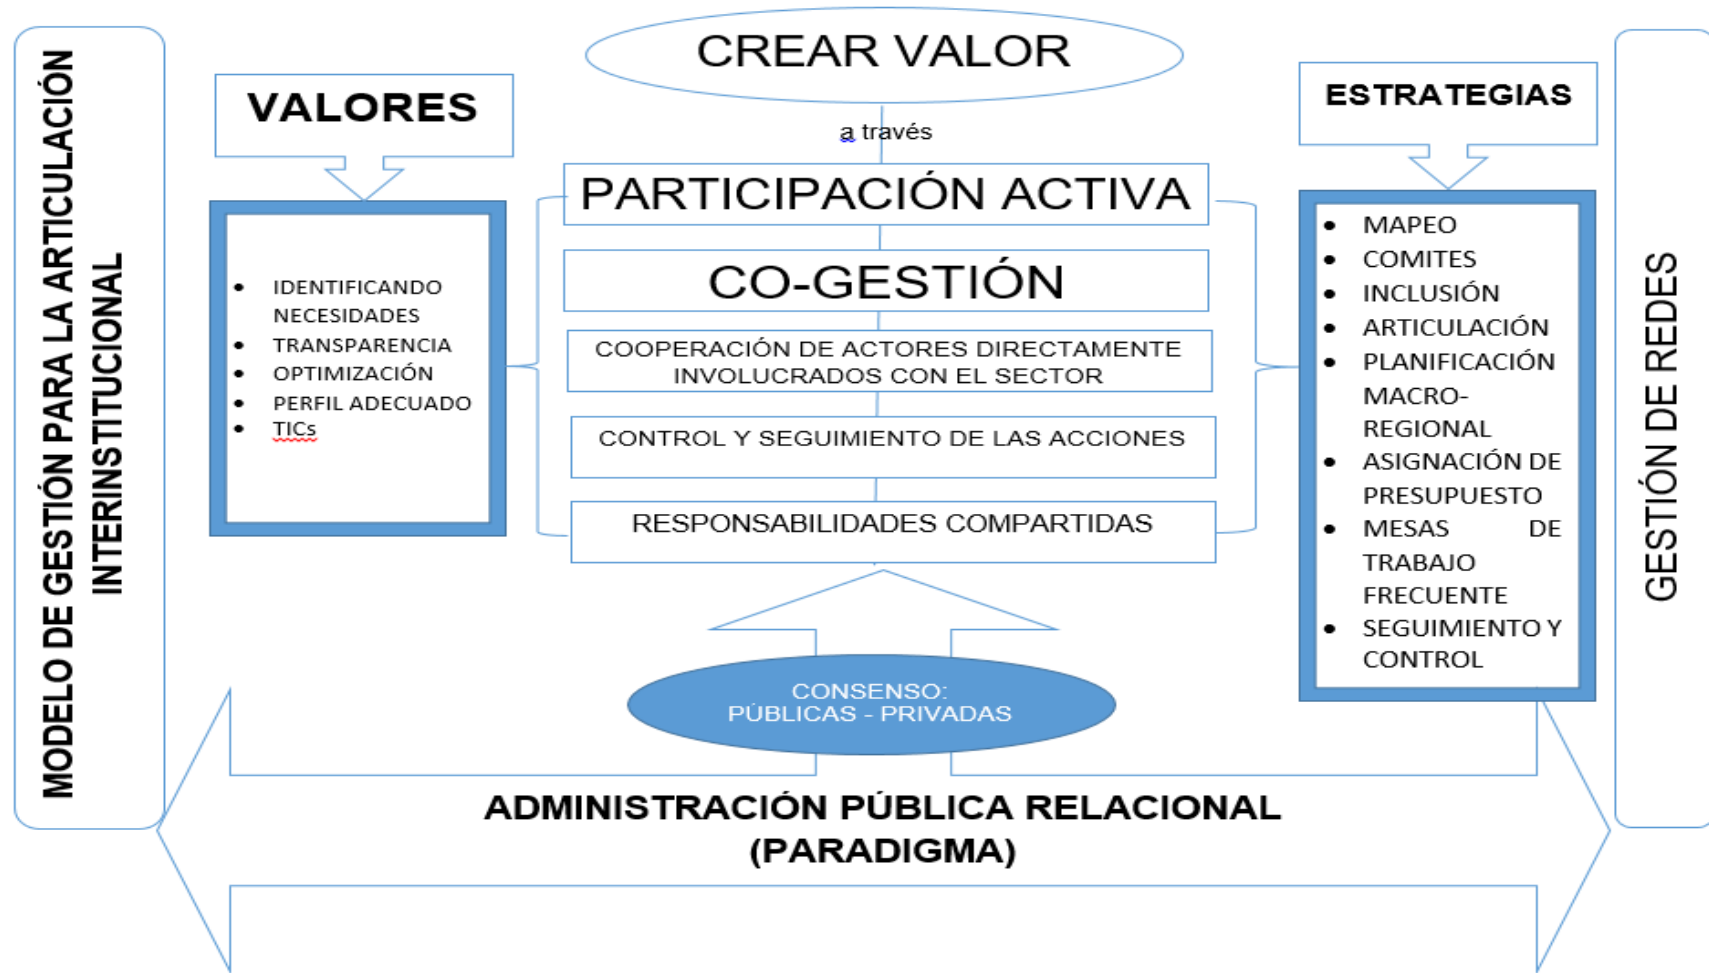 MODELO DE GESTIÓN PARA LA ARTICULACIÓN
INTERINSTITUCIONAL
CREAR VALOR
a través
VALORES
• IDENTIFICANDO
NECESIDADES
• TRANSPARENCIA
• OPTIMIZACIÓN
• PERFIL ADECUADO
• TICs
PARTICIPACIÓN ACTIVA
CO-GESTIÓN
COOPERACIÓN DE ACTORES DIRECTAMENTE
INVOLUCRADOS CON EL SECTOR
CONTROL Y SEGUIMIENTO DE LAS ACCIONES
RESPONSABILIDADES COMPARTIDAS
ESTRATEGIAS
• MAPEO
• COMITES
• INCLUSIÓN
• ARTICULACIÓN
• PLANIFICACIÓN
MACRO-
REGIONAL
• ASIGNACIÓN DE
PRESUPUESTO
• MESAS DE
TRABAJO
FRECUENTE
• SEGUIMIENTO Y
CONTROL
GESTIÓN DE REDES
CONSENSO:
PÚBLICAS - PRIVADAS
ADMINISTRACIÓN PÚBLICA RELACIONAL
(PARADIGMA)